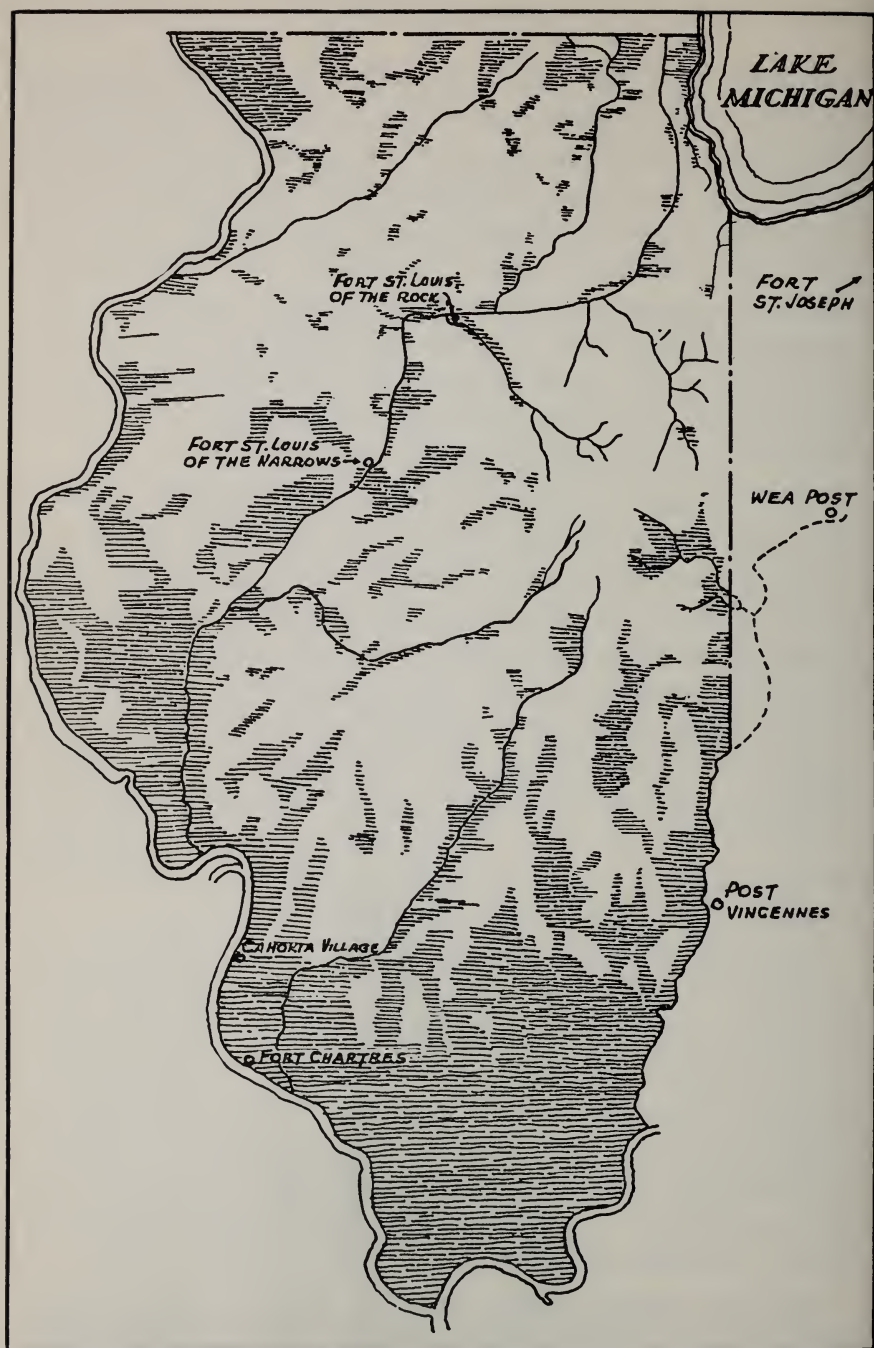 LAKE
MICHIGAN
FORT ST. LOUIS
OF THE ROCK
FORT
ST. JOSEPH
FORT ST. LOUIS
OF THE NARROWS
WEA POST
POST
VINCENNES
CAHOKIA VILLAGE
FORT CHARTRES